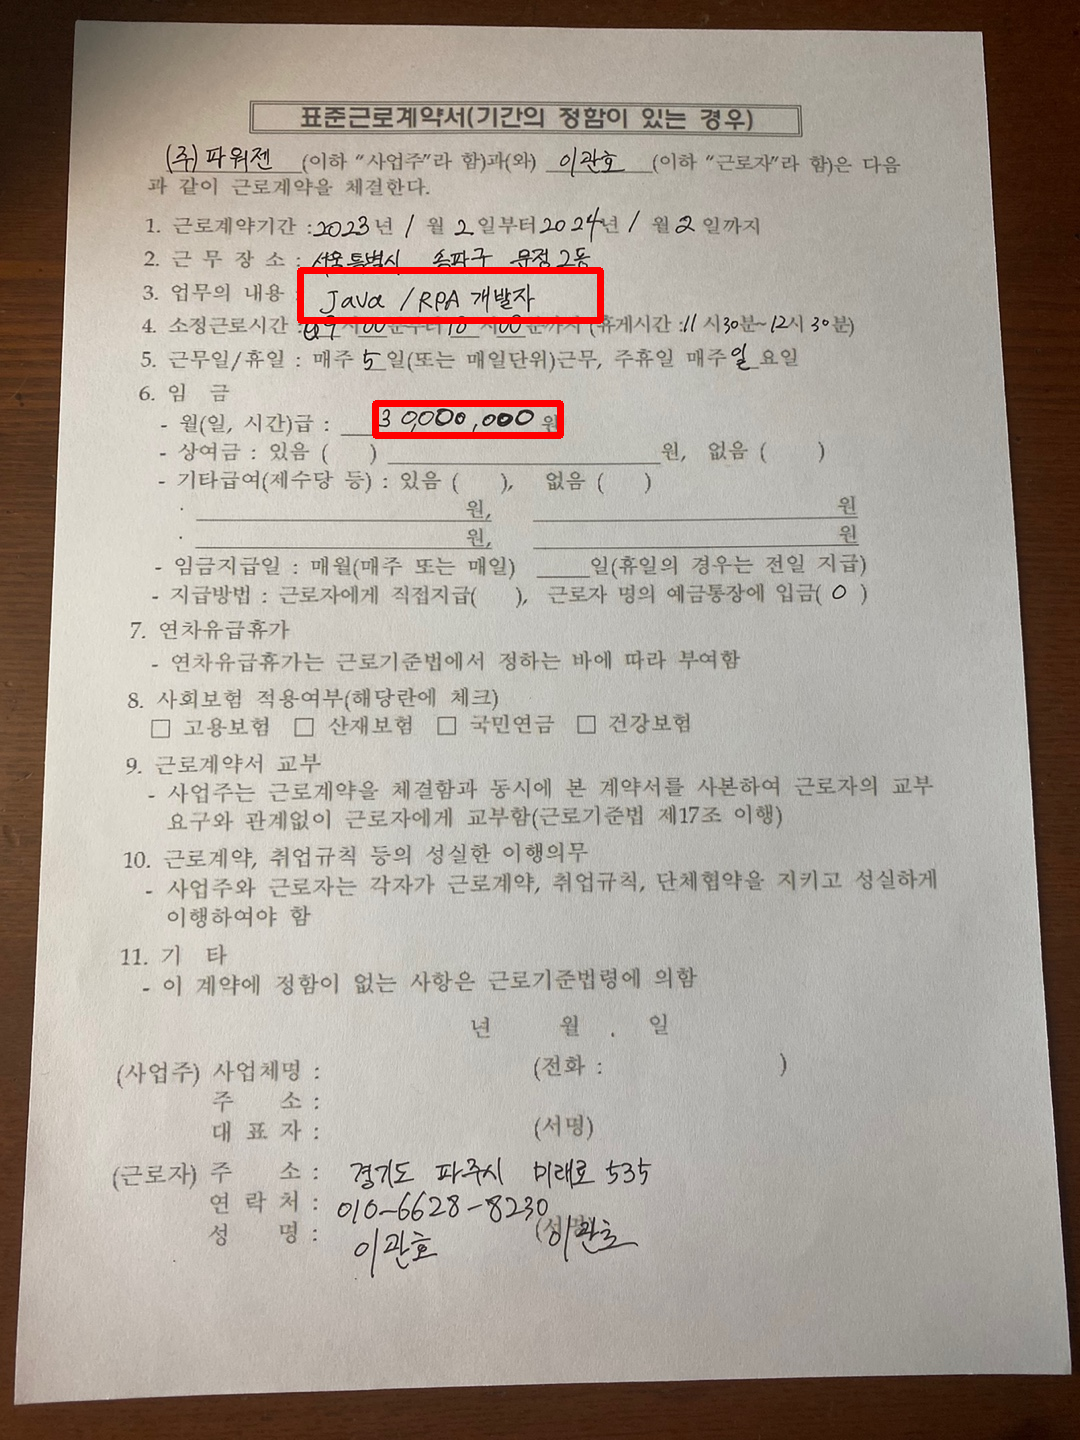 표준근로계약서(기간의 정함이 있는 경우)
(주)파워젠 (이하 “사업주”라 함)과(와) 이관호 (이하 “근로자”라 함)은 다음
과 같이 근로계약을 체결한다.
1. 근로계약기간 : 2023년 1월 2일부터 2024년 1월 2일까지
2. 근 무 장 소 : 서울특별시 송파구 문정2동
3. 업무의 내용 : Java / RPA 개발자
4. 소정근로시간 : 09시00분부터 18시00분까지 (휴게시간 : 11시30분~12시30분)
5. 근무일/휴일 : 매주 5일(또는 매일단위)근무, 주휴일 매주 일요일
6. 임 금
- 월(일, 시간)급 : 30,000,000 원
- 상여금 : 있음 ( ) 원, 없음 ( )
- 기타급여(제수당 등) : 있음 ( ), 없음 ( )
· 원, 원
· 원, 원
- 임금지급일 : 매월(매주 또는 매일) 일(휴일의 경우는 전일 지급)
- 지급방법 : 근로자에게 직접지급( ), 근로자 명의 예금통장에 입금( O )
7. 연차유급휴가
- 연차유급휴가는 근로기준법에서 정하는 바에 따라 부여함
8. 사회보험 적용여부(해당란에 체크)
□ 고용보험 □ 산재보험 □ 국민연금 □ 건강보험
9. 근로계약서 교부
- 사업주는 근로계약을 체결함과 동시에 본 계약서를 사본하여 근로자의 교부
요구와 관계없이 근로자에게 교부함(근로기준법 제17조 이행)
10. 근로계약, 취업규칙 등의 성실한 이행의무
- 사업주와 근로자는 각자가 근로계약, 취업규칙, 단체협약을 지키고 성실하게
이행하여야 함
11. 기 타
- 이 계약에 정함이 없는 사항은 근로기준법령에 의함
년 월 . 일
(사업주) 사업체명 : (전화 : )
주 소 :
대 표 자 : (서명)
(근로자) 주 소 : 경기도 파주시 미래로 535
연 락 처 : 010-6628-8230
성 명 : 이관호 (서명) 이관호